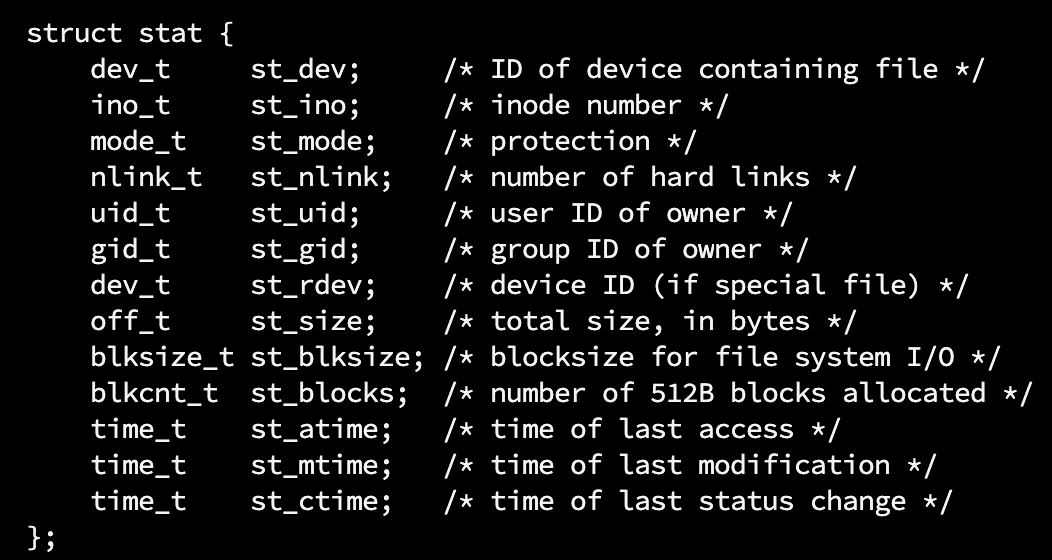 struct stat {
    dev_t     st_dev;     /* ID of device containing file */
    ino_t     st_ino;     /* inode number */
    mode_t    st_mode;    /* protection */
    nlink_t   st_nlink;   /* number of hard links */
    uid_t     st_uid;     /* user ID of owner */
    gid_t     st_gid;     /* group ID of owner */
    dev_t     st_rdev;    /* device ID (if special file) */
    off_t     st_size;    /* total size, in bytes */
    blksize_t st_blksize; /* blocksize for file system I/O */
    blkcnt_t  st_blocks;  /* number of 512B blocks allocated */
    time_t    st_atime;   /* time of last access */
    time_t    st_mtime;   /* time of last modification */
    time_t    st_ctime;   /* time of last status change */
};